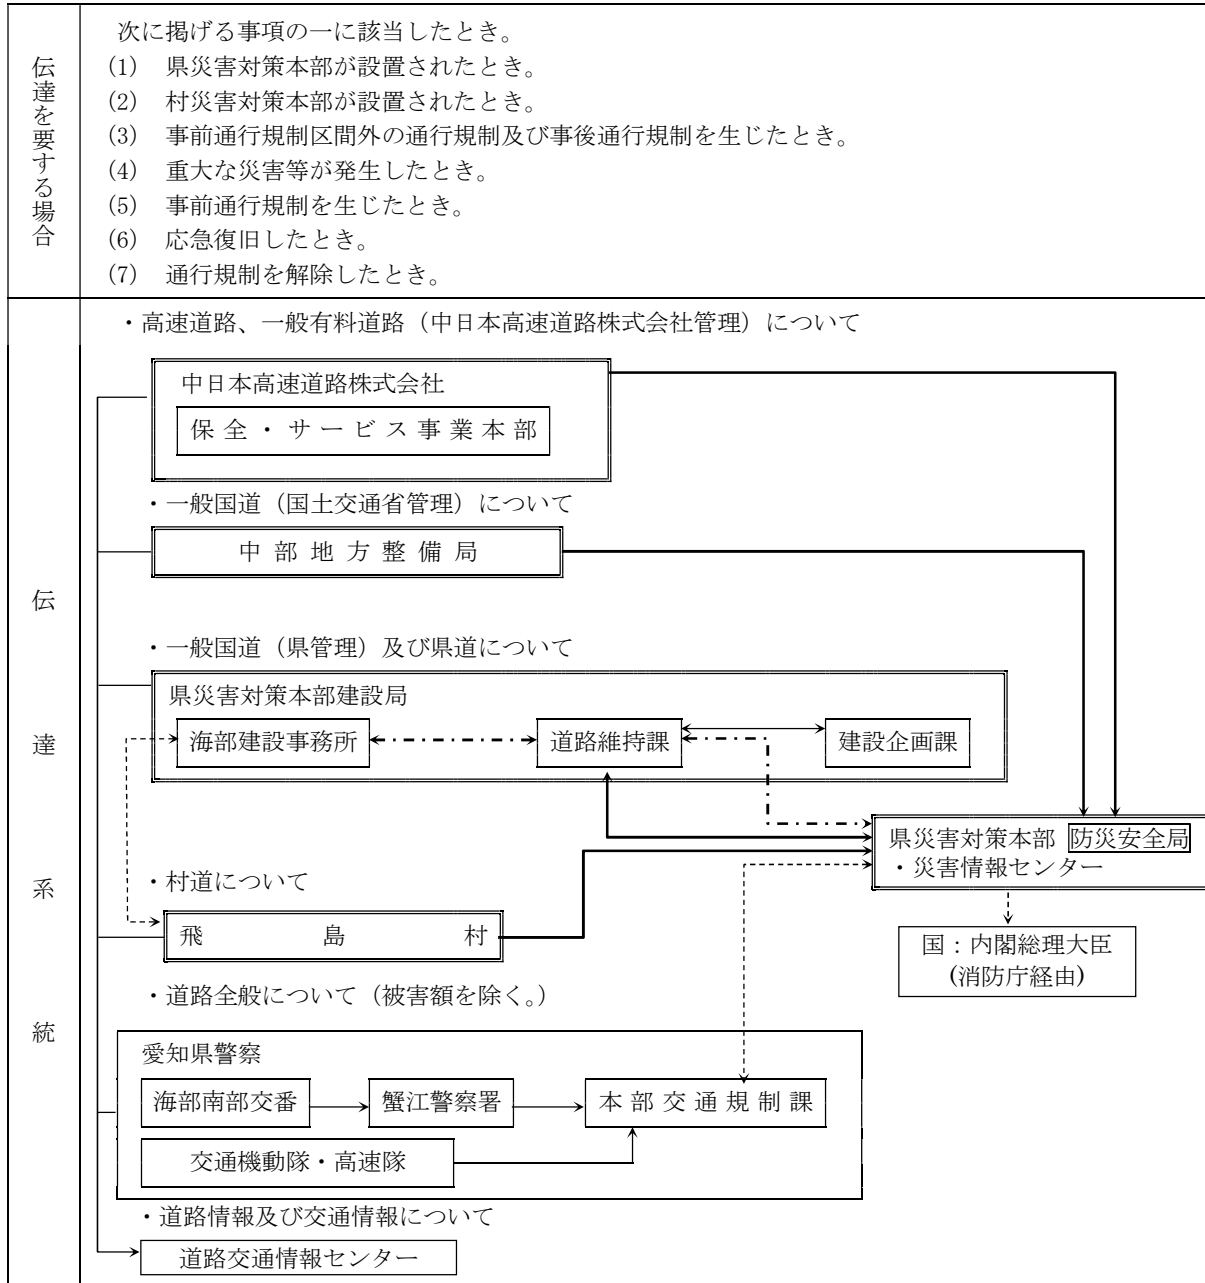 伝達を要する場合
次に掲げる事項の一に該当したとき。
(1) 県災害対策本部が設置されたとき。
(2) 村災害対策本部が設置されたとき。
(3) 事前通行規制区間外の通行規制及び事後通行規制を生じたとき。
(4) 重大な災害等が発生したとき。
(5) 事前通行規制を生じたとき。
(6) 応急復旧したとき。
(7) 通行規制を解除したとき。
伝達系統
・高速道路、一般有料道路（中日本高速道路株式会社管理）について
中日本高速道路株式会社
保全・サービス事業本部
・一般国道（国土交通省管理）について
中部地方整備局
・一般国道（県管理）及び県道について
県災害対策本部建設局
海部建設事務所
道路維持課
建設企画課
県災害対策本部 防災安全局
・災害情報センター
・村道について
飛島村
国：内閣総理大臣
(消防庁経由)
・道路全般について（被害額を除く。）
愛知県警察
海部南部交番
蟹江警察署
本部交通規制課
交通機動隊・高速隊
・道路情報及び交通情報について
道路交通情報センター